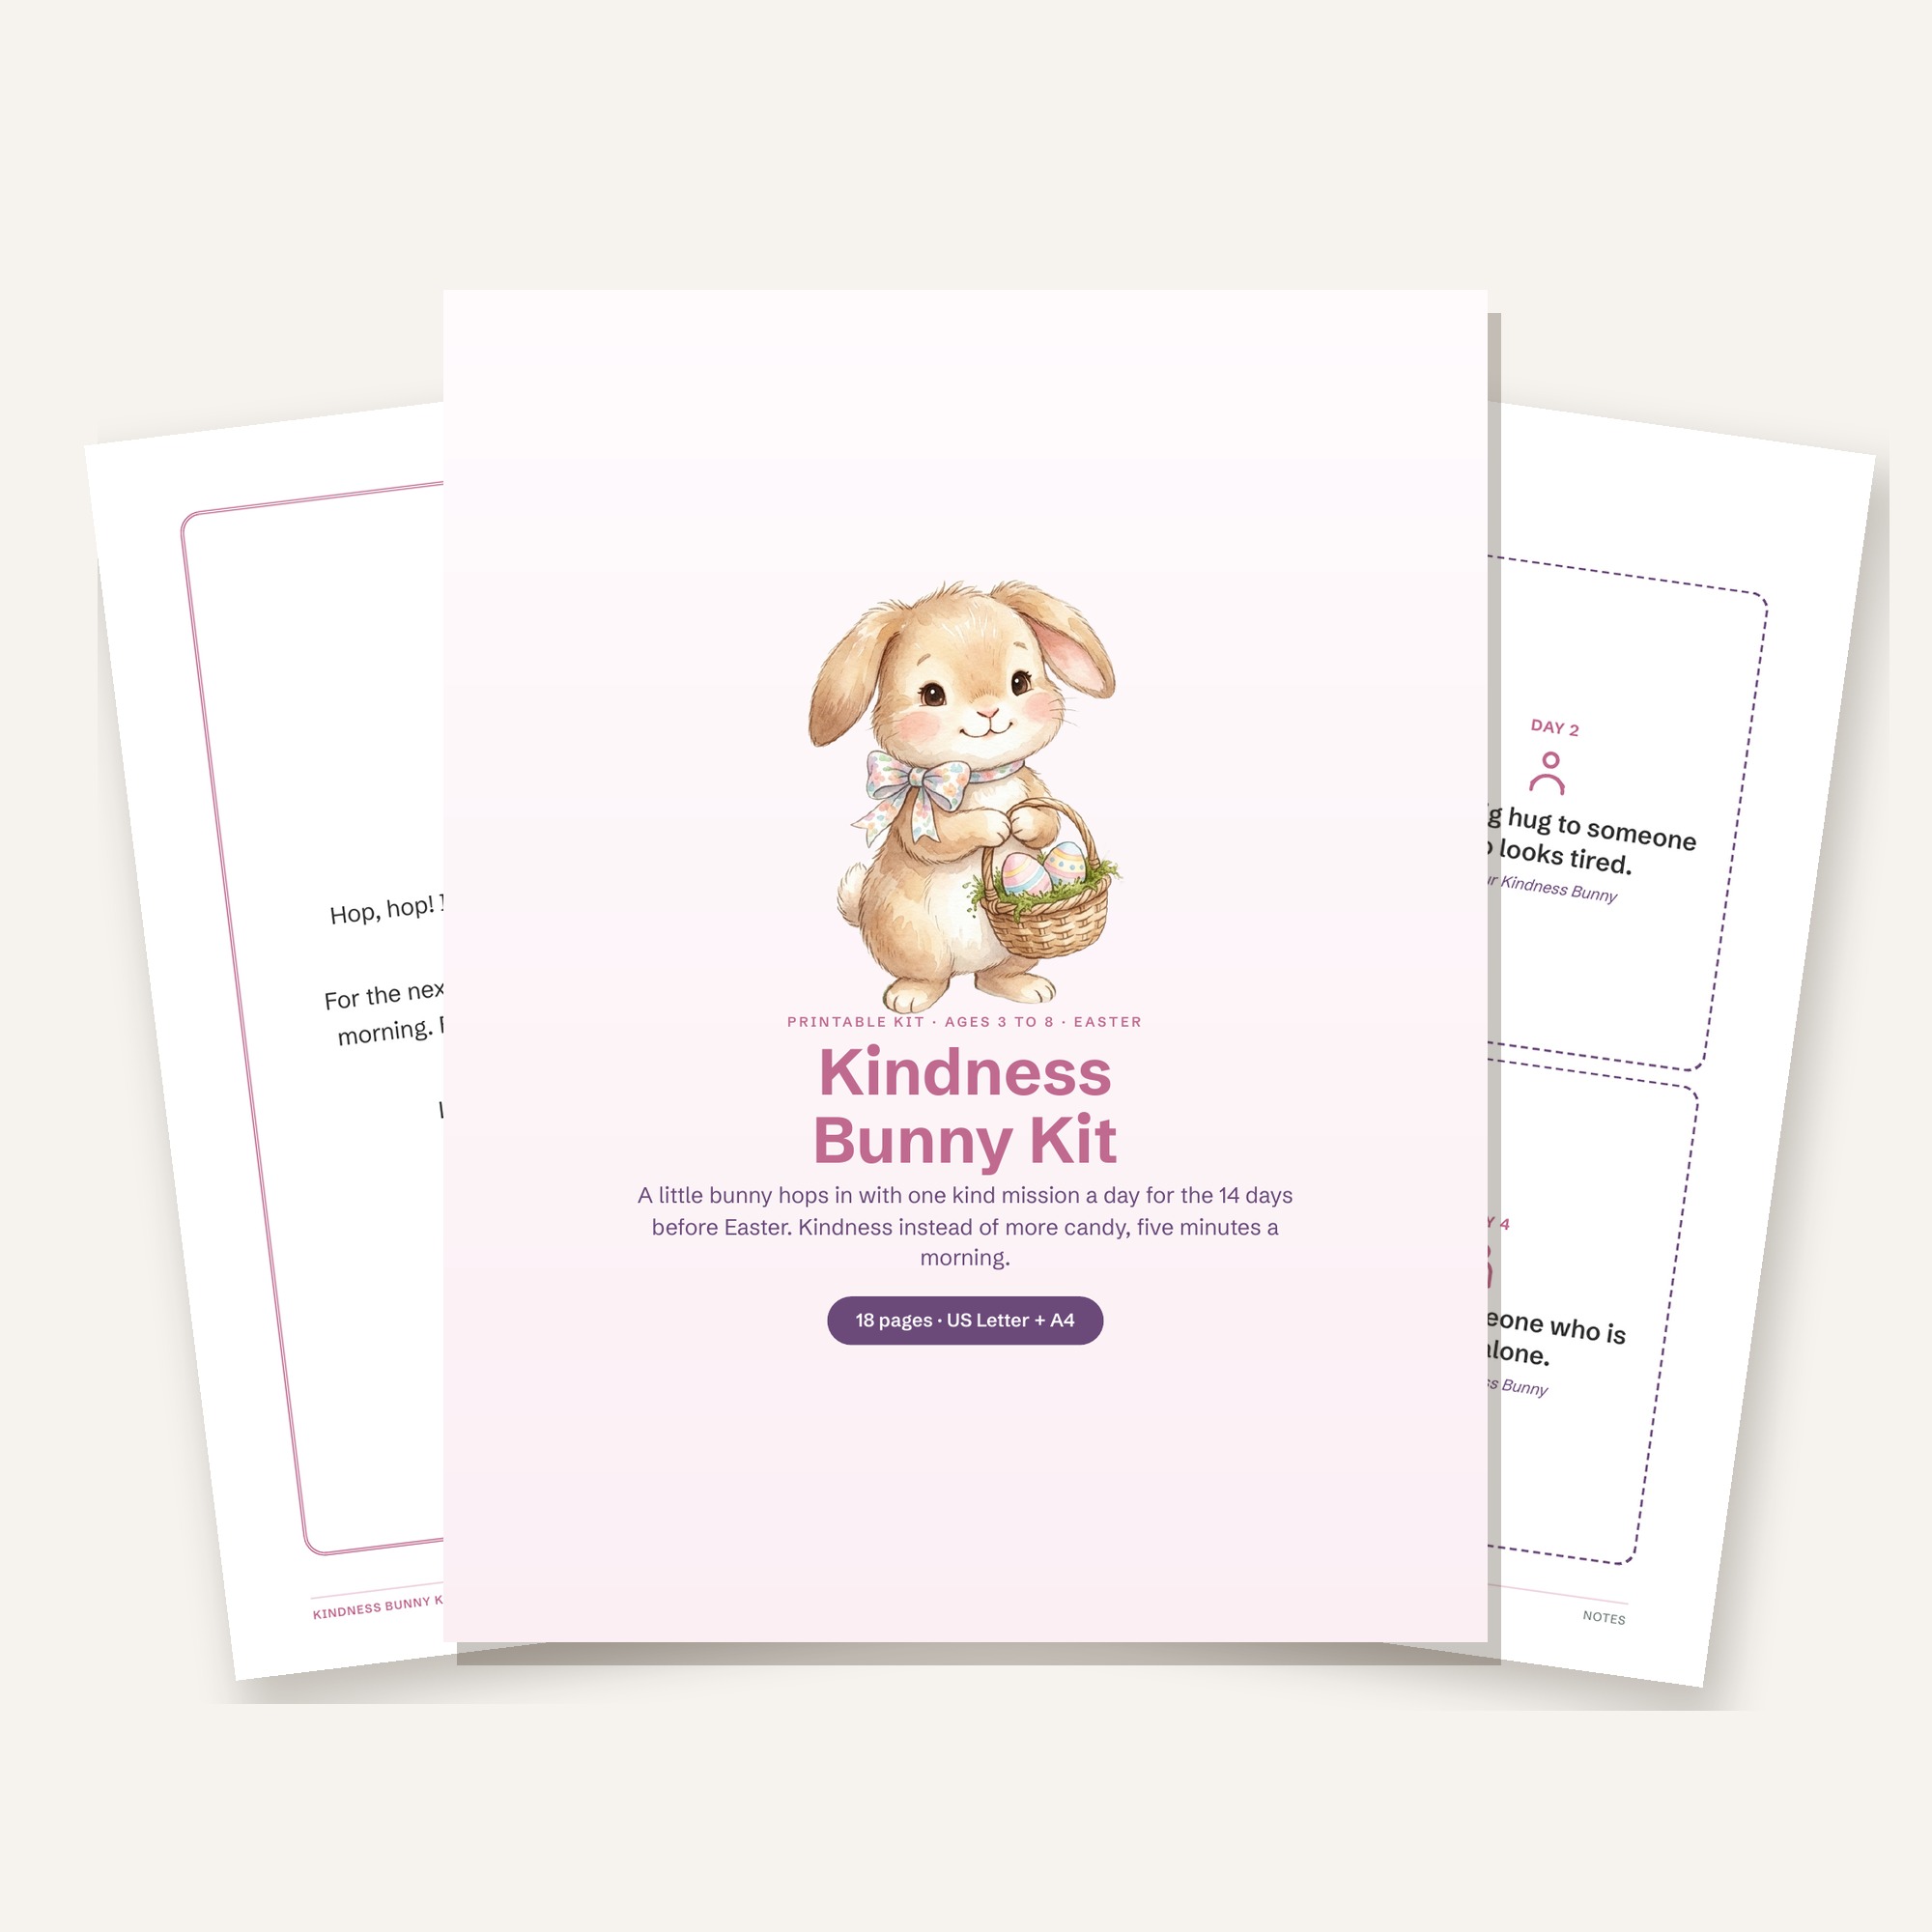 Hop, hop!
For the
morning.
KINDNESS BUNNY
PRINTABLE KIT · AGES 3 TO 8 · EASTER
Kindness
Bunny Kit
A little bunny hops in with one kind mission a day for the 14 days
before Easter. Kindness instead of more candy, five minutes a
morning.
18 pages · US Letter + A4
DAY 2
hug to someone
looks tired.
Kindness Bunny
4
who is
Bunny
NOTES